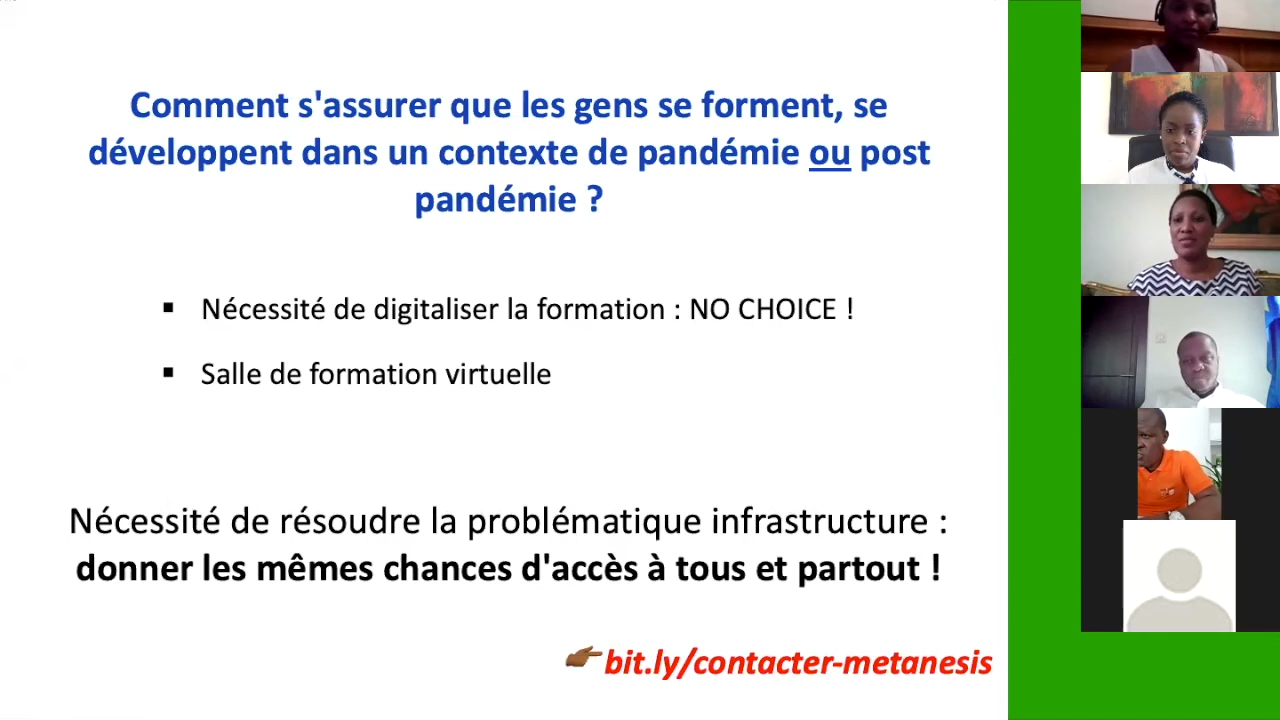 Comment s'assurer que les gens se forment, se
développent dans un contexte de pandémie ou post
pandémie ?
▪ Nécessité de digitaliser la formation : NO CHOICE !
▪ Salle de formation virtuelle
Nécessité de résoudre la problématique infrastructure :
donner les mêmes chances d'accès à tous et partout !
bit.ly/contacter-metanesis